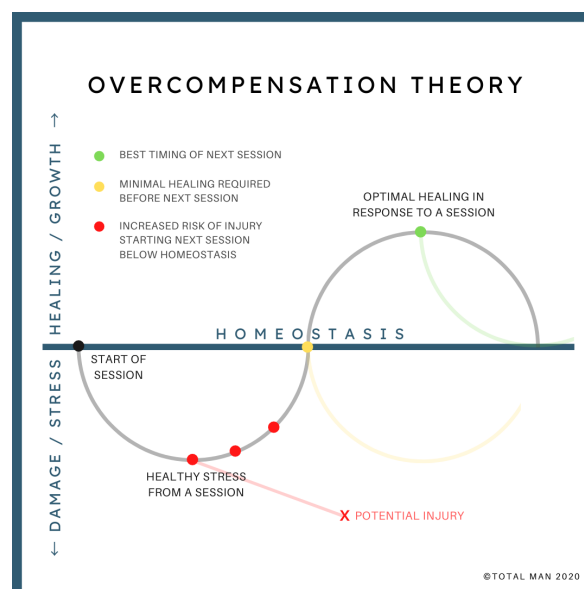 OVERCOMPENSATION THEORY
← DAMAGE / STRESS HEALING / GROWTH →
BEST TIMING OF NEXT SESSION
MINIMAL HEALING REQUIRED
BEFORE NEXT SESSION
INCREASED RISK OF INJURY
STARTING NEXT SESSION
BELOW HOMEOSTASIS
OPTIMAL HEALING IN
RESPONSE TO A SESSION
HOMEOSTASIS
START OF
SESSION
HEALTHY STRESS
FROM A SESSION
X POTENTIAL INJURY
©TOTAL MAN 2020